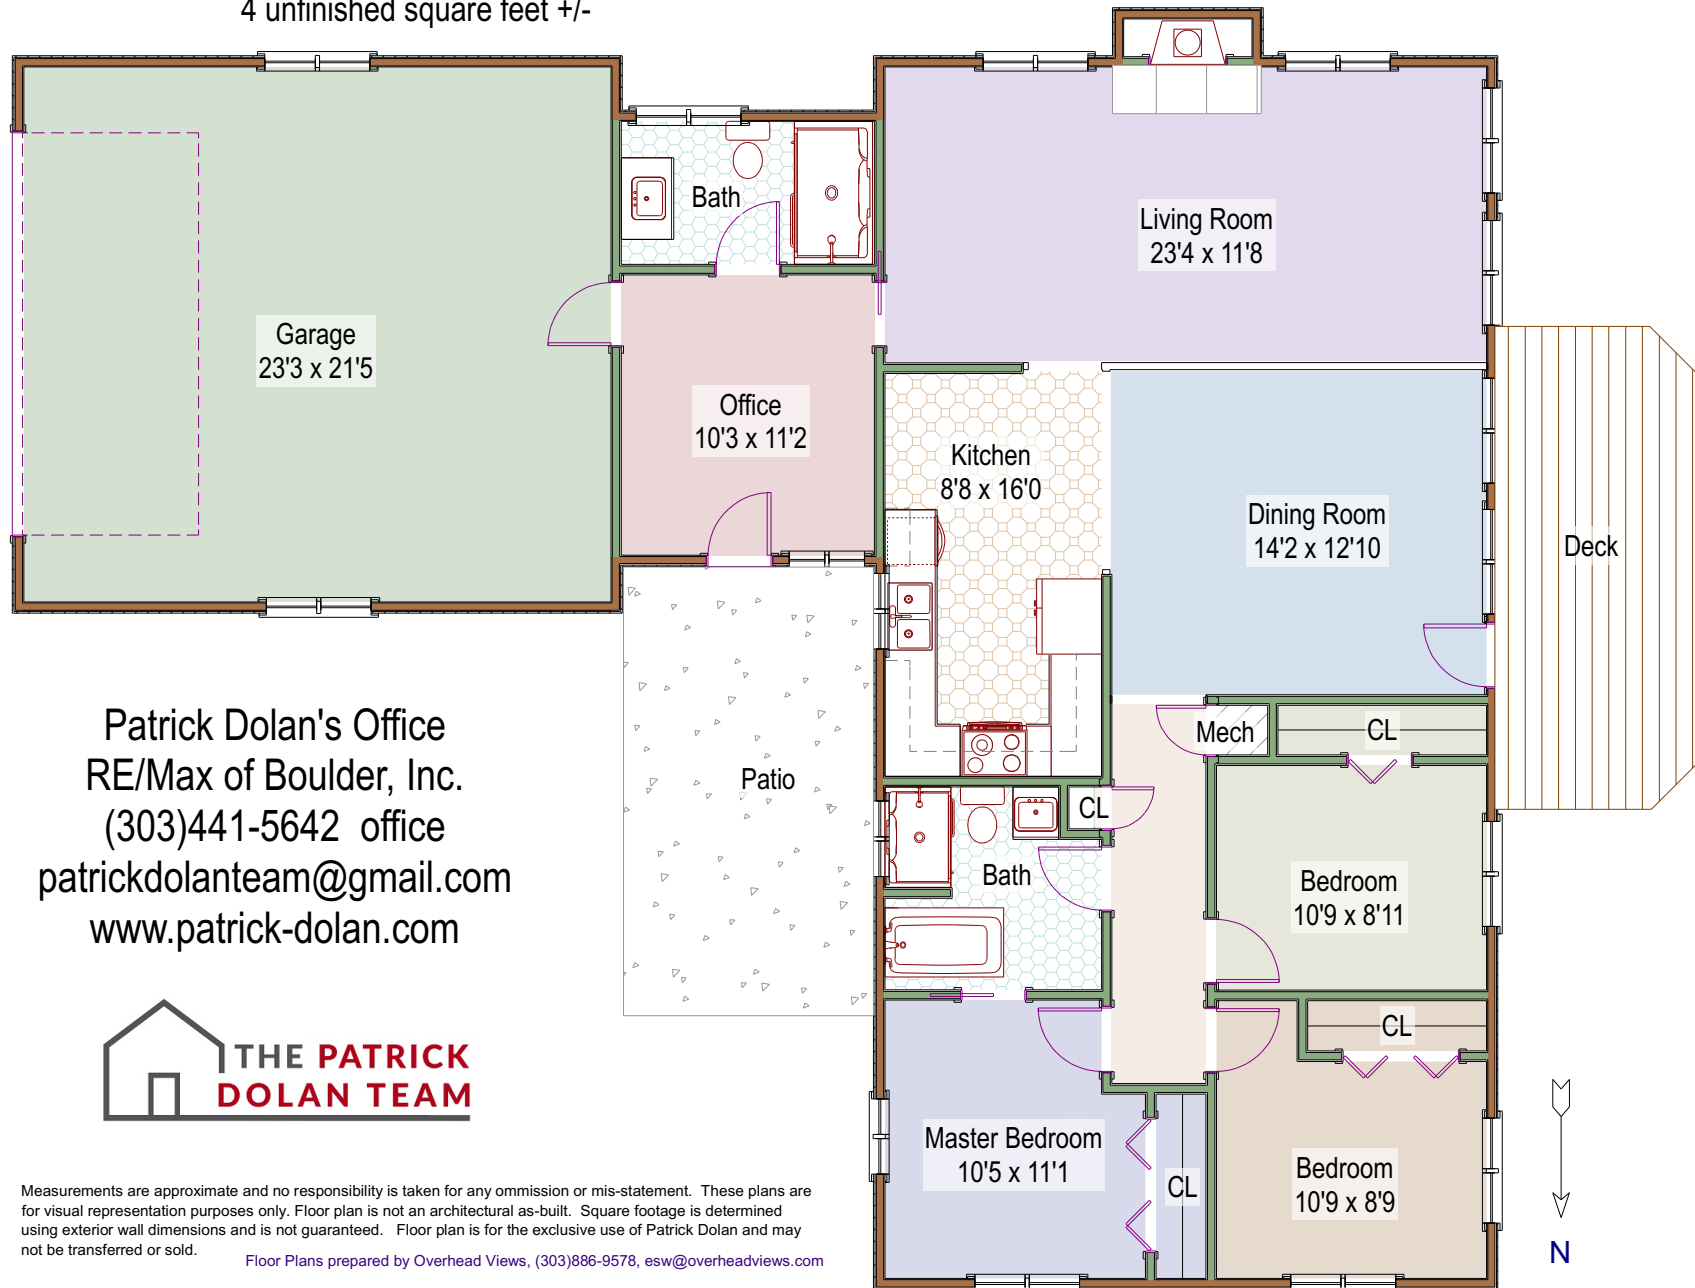 4 unfinished square feet +/-
Bath
Living Room
23'4 x 11'8
Garage
23'3 x 21'5
Office
10'3 x 11'2
Kitchen
8'8 x 16'0
Dining Room
14'2 x 12'10
Deck
Mech
CL
Patio
CL
Bath
Bedroom
10'9 x 8'11
CL
Master Bedroom
10'5 x 11'1
CL
Bedroom
10'9 x 8'9
N
Patrick Dolan's Office
RE/Max of Boulder, Inc.
(303)441-5642 office
patrickdolanteam@gmail.com
www.patrick-dolan.com
THE PATRICK
DOLAN TEAM
Measurements are approximate and no responsibility is taken for any ommission or mis-statement. These plans are
for visual representation purposes only. Floor plan is not an architectural as-built. Square footage is determined
using exterior wall dimensions and is not guaranteed. Floor plan is for the exclusive use of Patrick Dolan and may
not be transferred or sold.
Floor Plans prepared by Overhead Views, (303)886-9578, esw@overheadviews.com